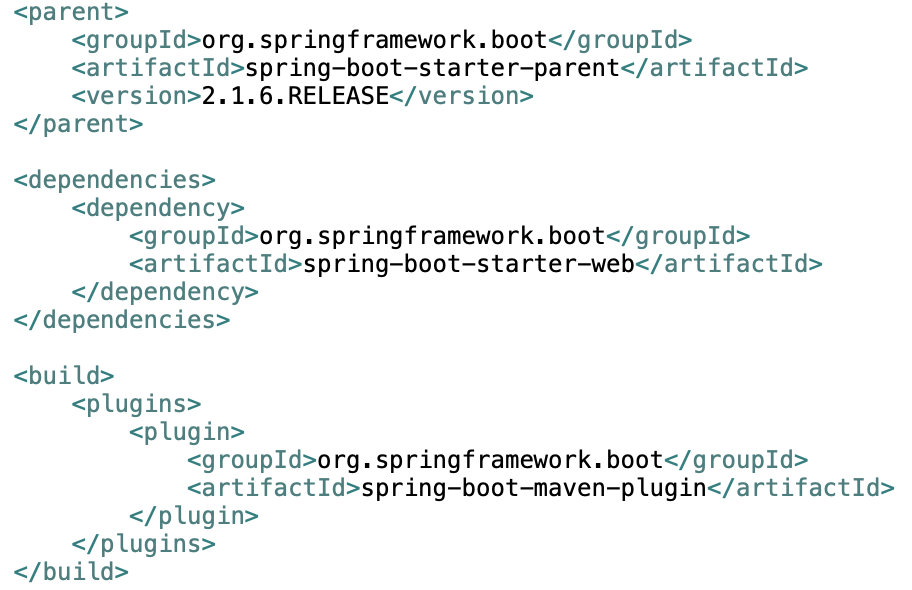 <parent>
    <groupId>org.springframework.boot</groupId>
    <artifactId>spring-boot-starter-parent</artifactId>
    <version>2.1.6.RELEASE</version>
</parent>

<dependencies>
    <dependency>
        <groupId>org.springframework.boot</groupId>
        <artifactId>spring-boot-starter-web</artifactId>
    </dependency>
</dependencies>

<build>
    <plugins>
        <plugin>
            <groupId>org.springframework.boot</groupId>
            <artifactId>spring-boot-maven-plugin</artifactId>
        </plugin>
    </plugins>
</build>